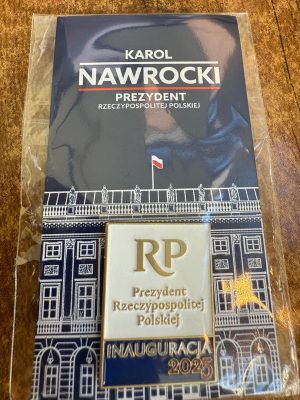 KAROL
NAWROCKI
PREZYDENT
RZECZYPOSPOLITEJ POLSKIEJ
RP
Prezydent
Rzeczypospolitej
Polskiej
INAUGURACJA
2025